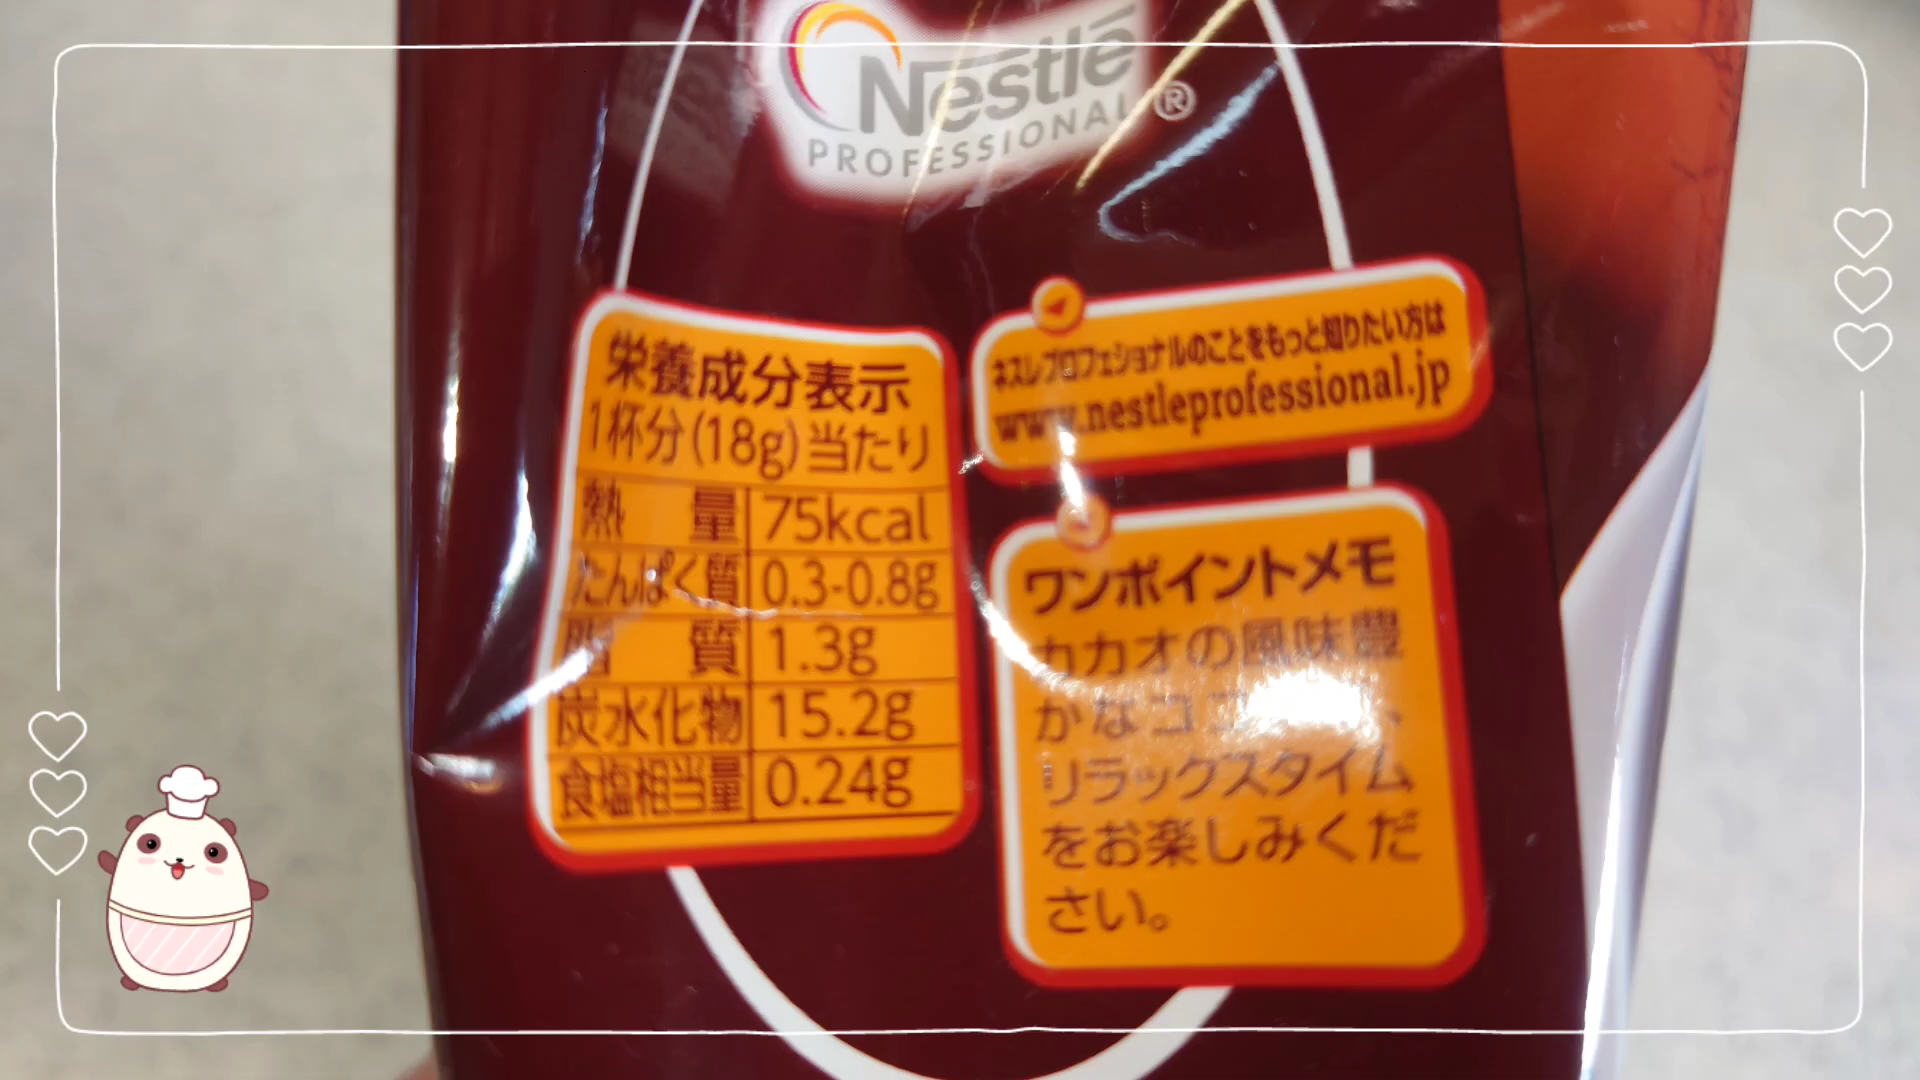 Nestlé
PROFESSIONAL®
栄養成分表示
1杯分(18g)当たり
熱量 75kcal
たんぱく質 0.3-0.8g
脂質 1.3g
炭水化物 15.2g
食塩相当量 0.24g
ネスレプロフェショナルのことをもっと知りたい方は
www.nestleprofessional.jp
ワンポイントメモ
カカオの風味豊
かなココ
リラックスタイム
をお楽しみくだ
さい。